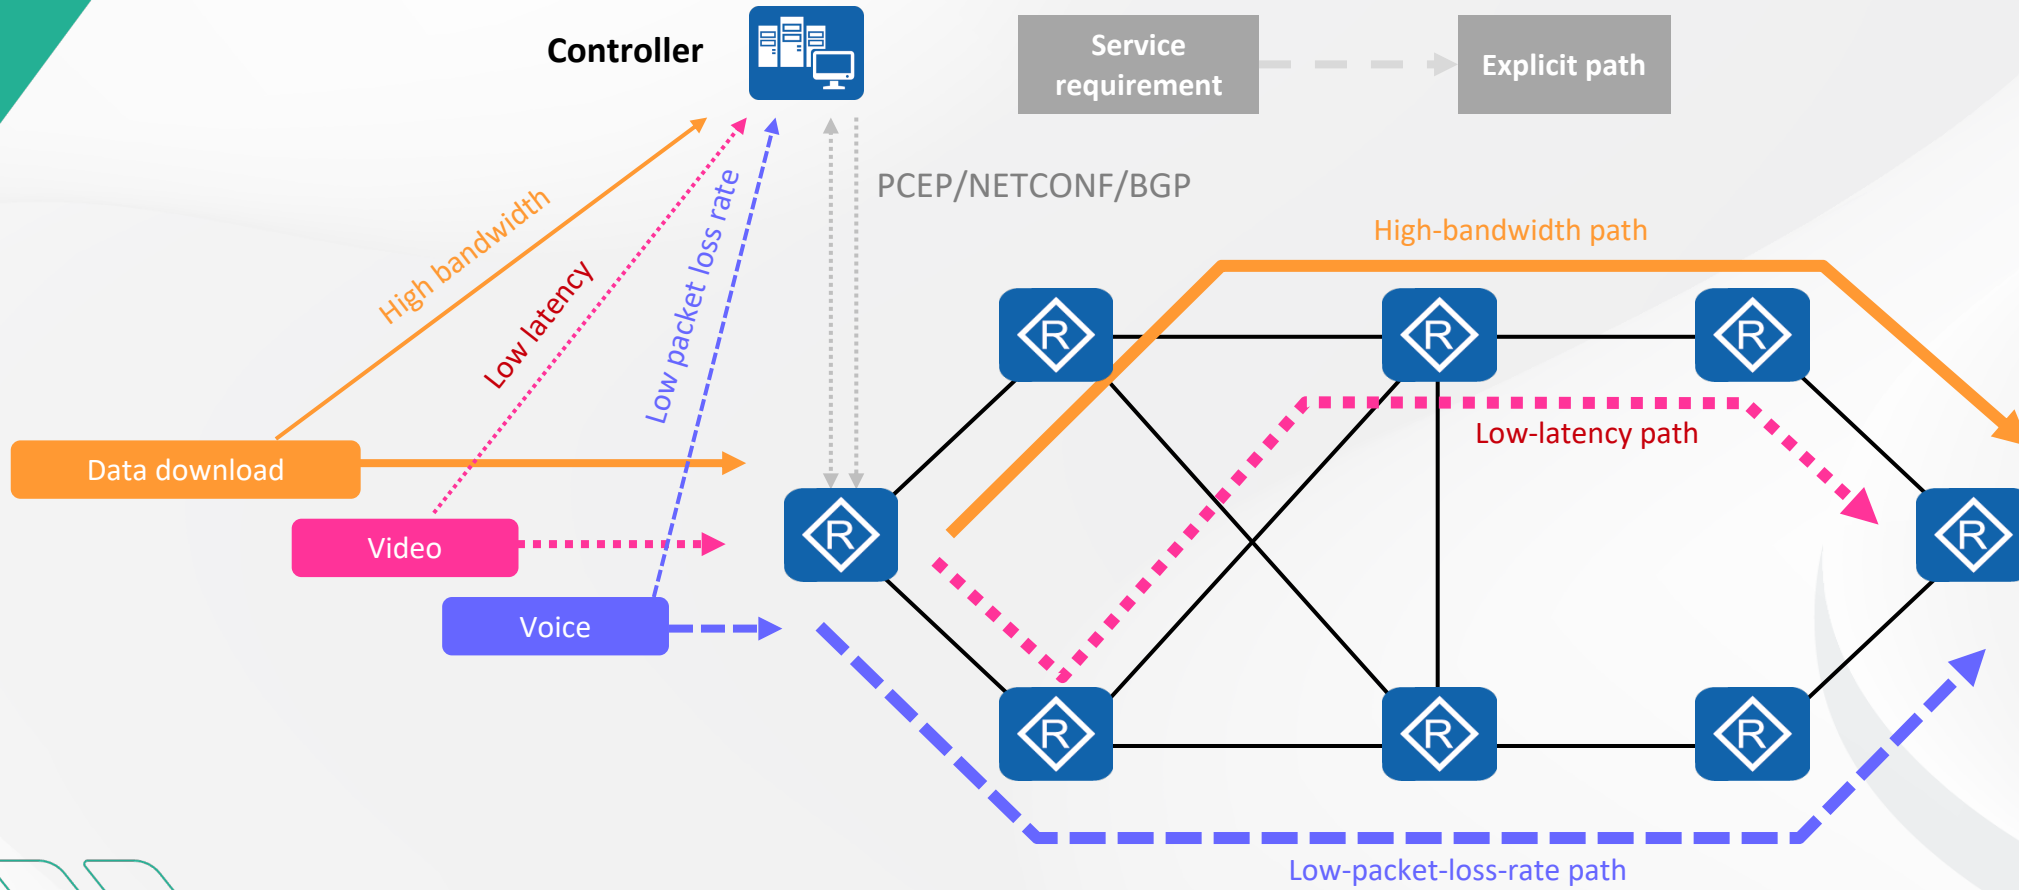 Controller
Service
requirement
Explicit path
PCEP/NETCONF/BGP
High bandwidth
Low latency
Low packet loss rate
High-bandwidth path
R
R
R
Low-latency path
Data download
Video
Voice
R
R
R
R
R
Low-packet-loss-rate path